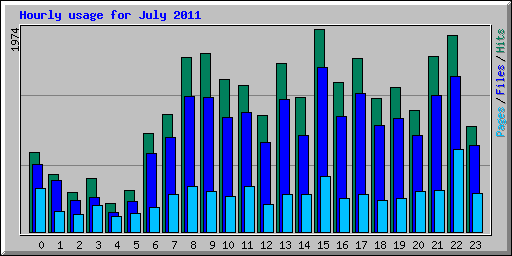 Hourly usage for July 2011
1974
Pages / Files / Hits
0 1 2 3 4 5 6 7 8 9 10 11 12 13 14 15 16 17 18 19 20 21 22 23